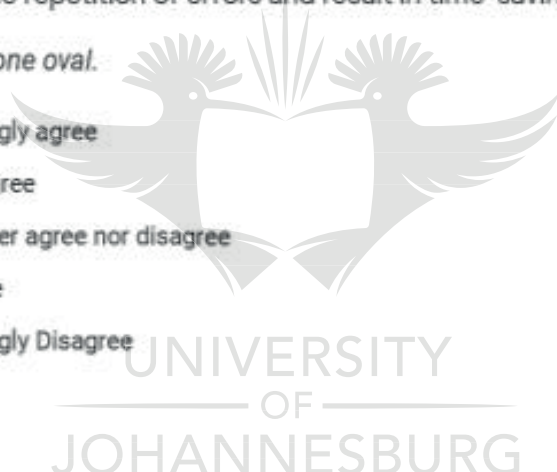 repetition of errors and result in time
one oval.
gly agree
ree
er agree nor disagree
e
gly Disagree
UNIVERSITY
OF
JOHANNESBURG